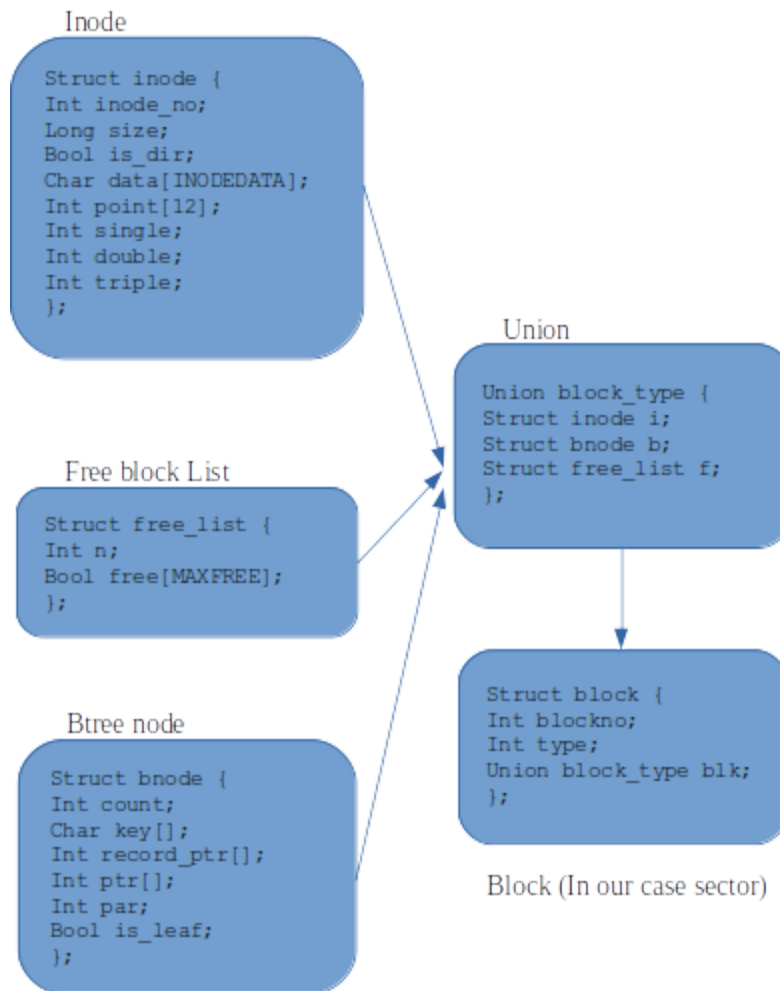 Inode
Struct inode {
Int inode_no;
Long size;
Bool is_dir;
Char data[INODEDATA];
Int point[12];
Int single;
Int double;
Int triple;
};
Free block List
Struct free_list {
Int n;
Bool free[MAXFREE];
};
Btree node
Struct bnode {
Int count;
Char key[];
Int record_ptr[];
Int ptr[];
Int par;
Bool is_leaf;
};
Union
Union block_type {
Struct inode i;
Struct bnode b;
Struct free_list f;
};
Struct block {
Int blockno;
Int type;
Union block_type blk;
};
Block (In our case sector)